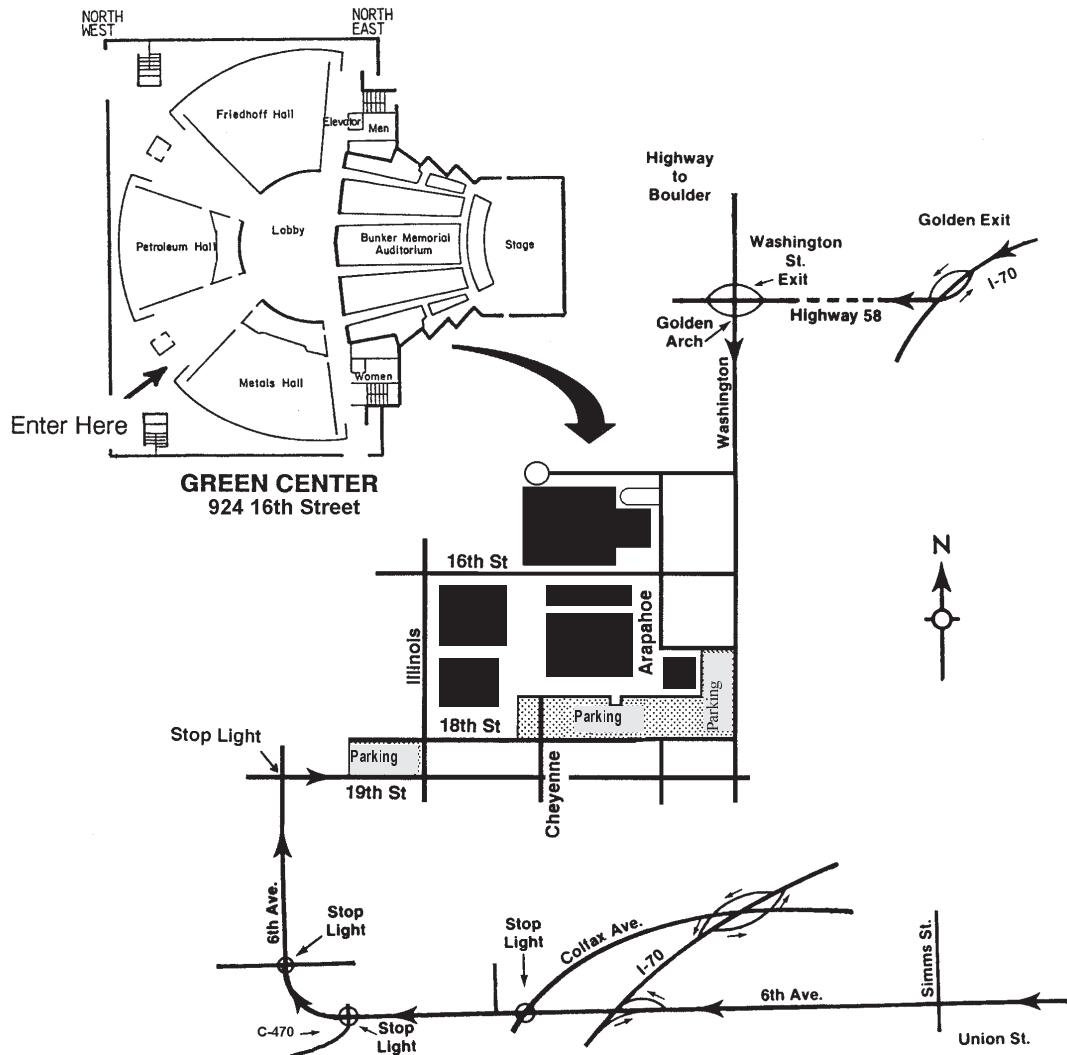 NORTH
WEST
NORTH
EAST
Friedhoff Hall
Elevator
Men
Petroleum Hall
Lobby
Bunker Memorial
Auditorium
Stage
Metals Hall
Women
Enter Here
GREEN CENTER
924 16th Street
Highway
to
Boulder
Golden Exit
Washington
St.
Exit
I-70
Highway 58
Golden
Arch
Washington
N
16th St
Illinois
Arapahoe
Parking
Parking
18th St
Parking
Stop Light
19th St
Cheyenne
6th Ave.
Stop
Light
Stop
Light
Colfax Ave.
I-70
Simms St.
6th Ave.
C-470
Stop
Light
Union St.